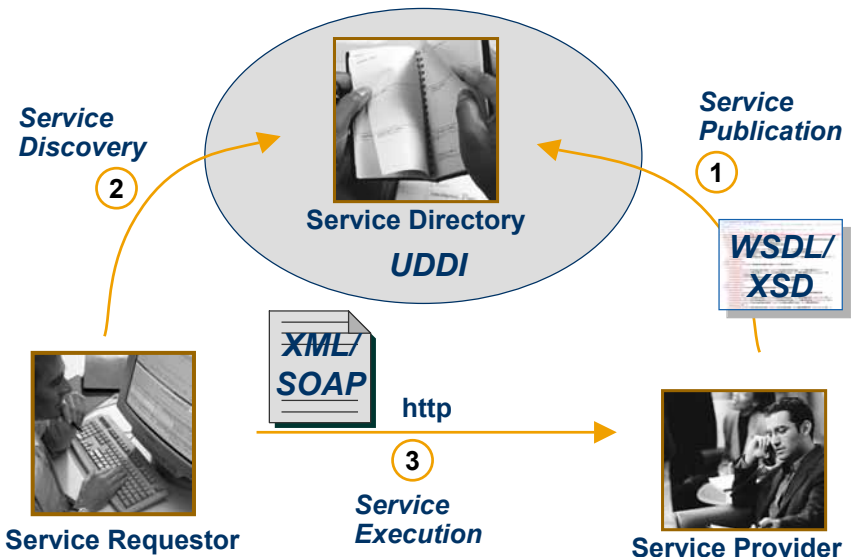 Service
Discovery
2
Service Directory
UDDI
Service
Publication
1
WSDL/
XSD
XML/
SOAP
http
3
Service
Execution
Service Requestor
Service Provider